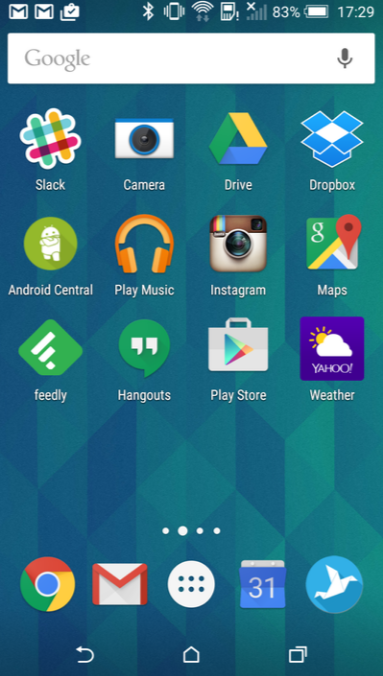 83% 17:29
Google
Slack Camera Drive Dropbox
Android Central Play Music Instagram Maps
g
YAHOO!
feedly Hangouts Play Store Weather
31